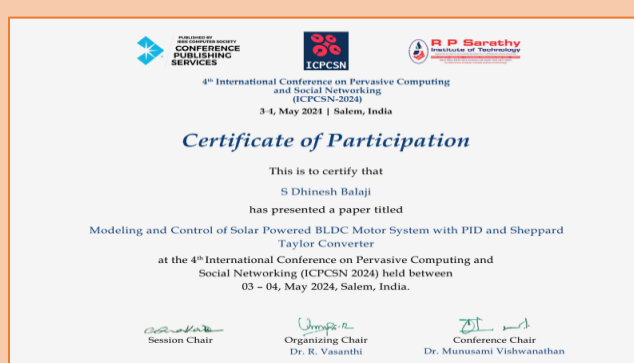 PUBLISHED BY
IEEE COMPUTER SOCIETY
CONFERENCE
PUBLISHING
SERVICES
ICPCSN
R P Sarathy
Institute of Technology
4th International Conference on Pervasive Computing
and Social Networking
(ICPCSN-2024)
3-4, May 2024 | Salem, India
Certificate of Participation
This is to certify that
S Dhinesh Balaji
has presented a paper titled
Modeling and Control of Solar Powered BLDC Motor System with PID and Sheppard
Taylor Converter
at the 4th International Conference on Pervasive Computing and
Social Networking (ICPCSN 2024) held between
03 – 04, May 2024, Salem, India.
Session Chair
Organizing Chair
Conference Chair
Dr. R. Vasanthi
Dr. Munusami Vishwanathan